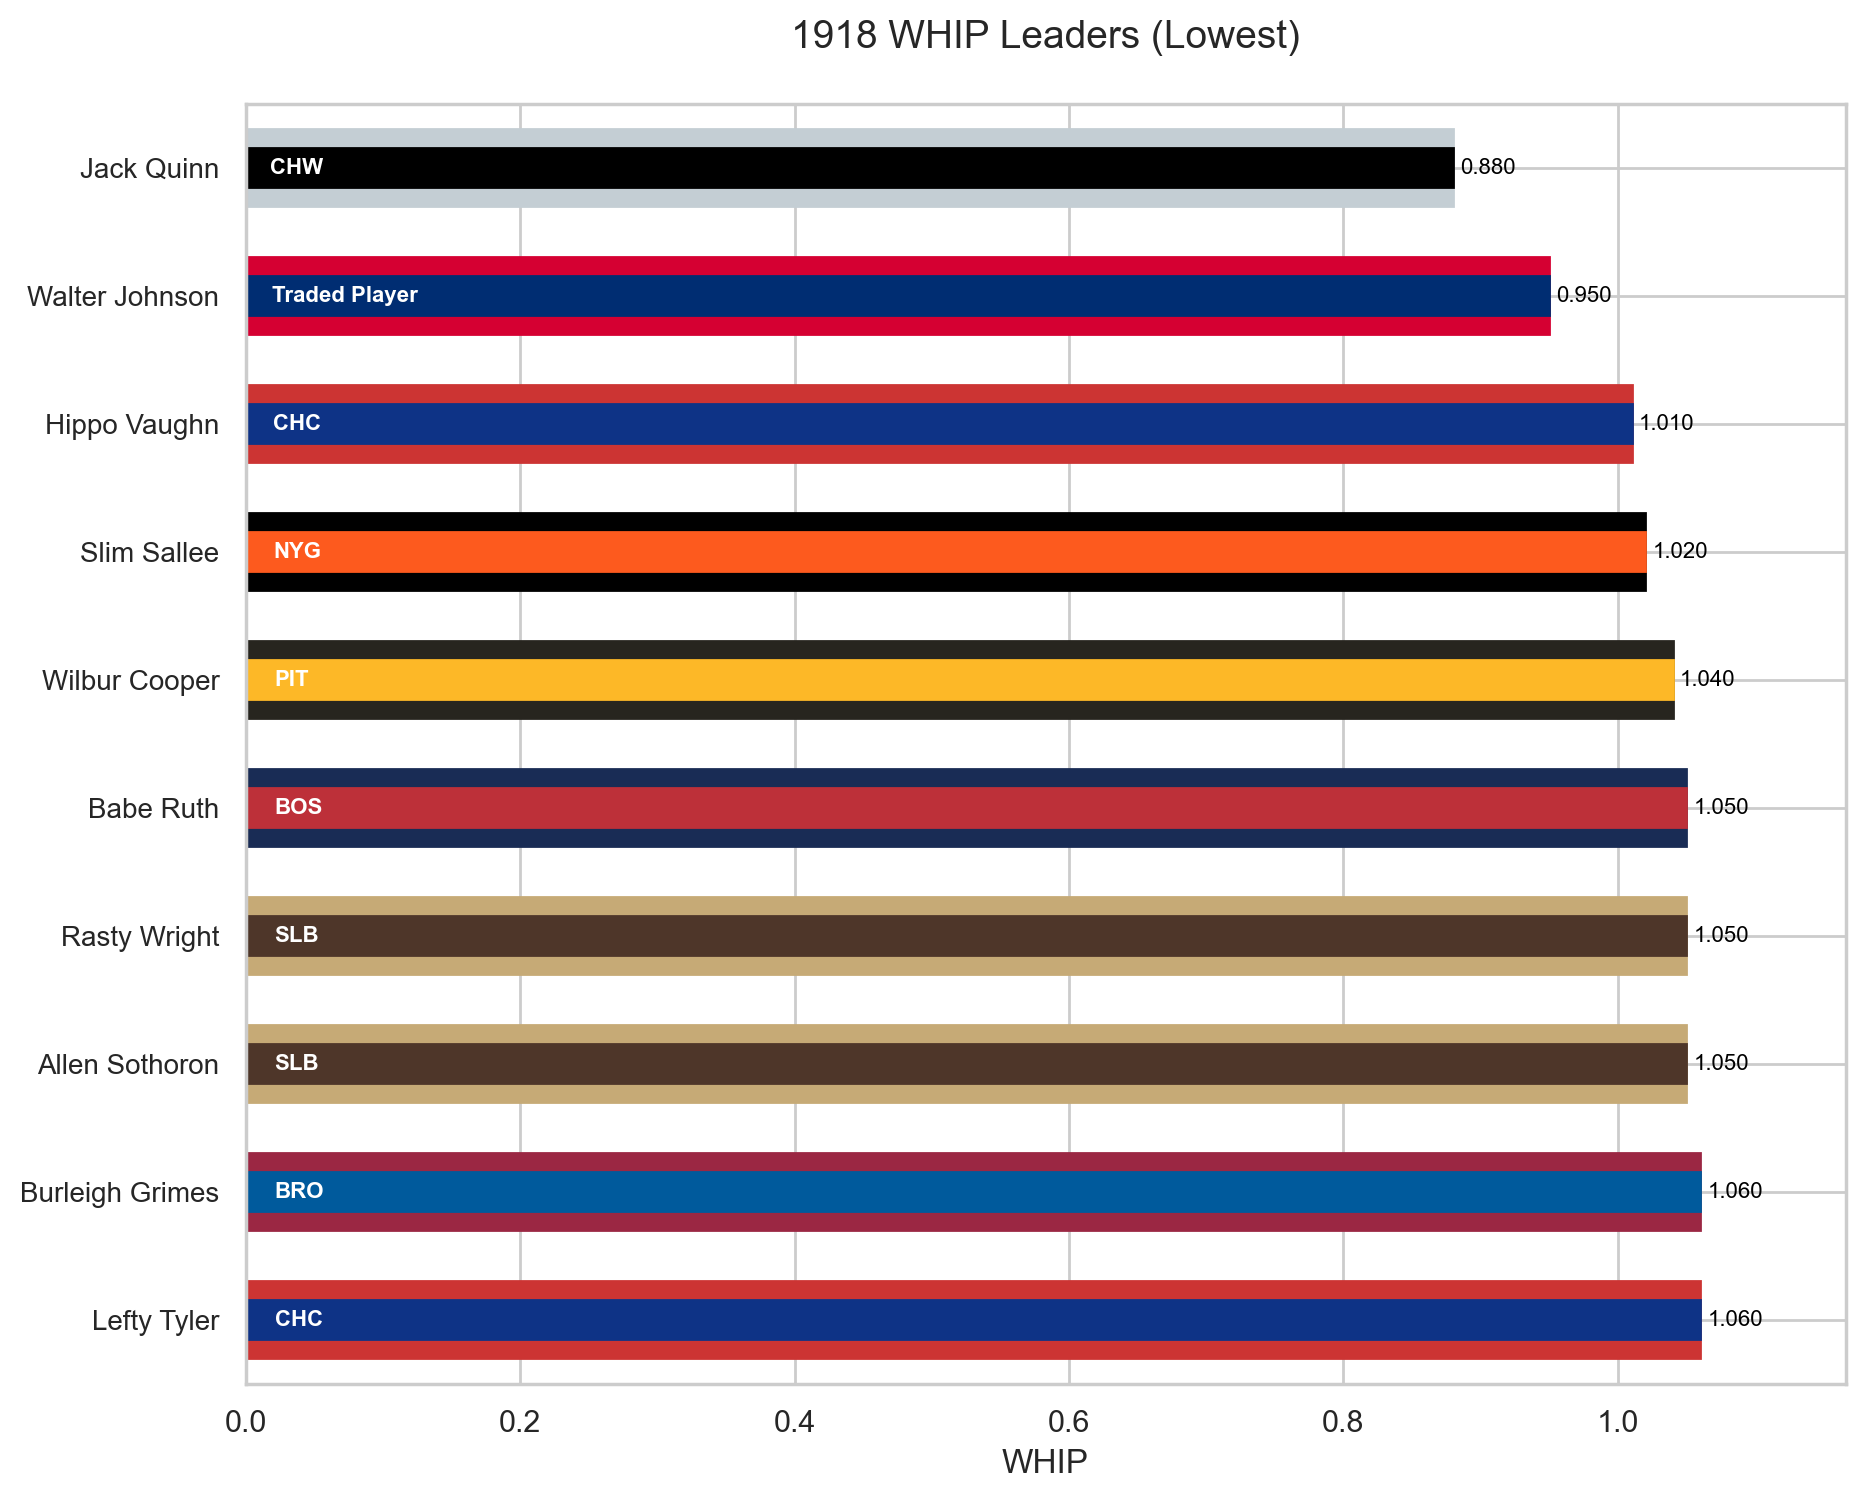 1918 WHIP Leaders (Lowest)
Jack Quinn CHW 0.880
Walter Johnson Traded Player 0.950
Hippo Vaughn CHC 1.010
Slim Sallee NYG 1.020
Wilbur Cooper PIT 1.040
Babe Ruth BOS 1.050
Rasty Wright SLB 1.050
Allen Sothoron SLB 1.050
Burleigh Grimes BRO 1.060
Lefty Tyler CHC 1.060
0.0 0.2 0.4 0.6 0.8 1.0
WHIP